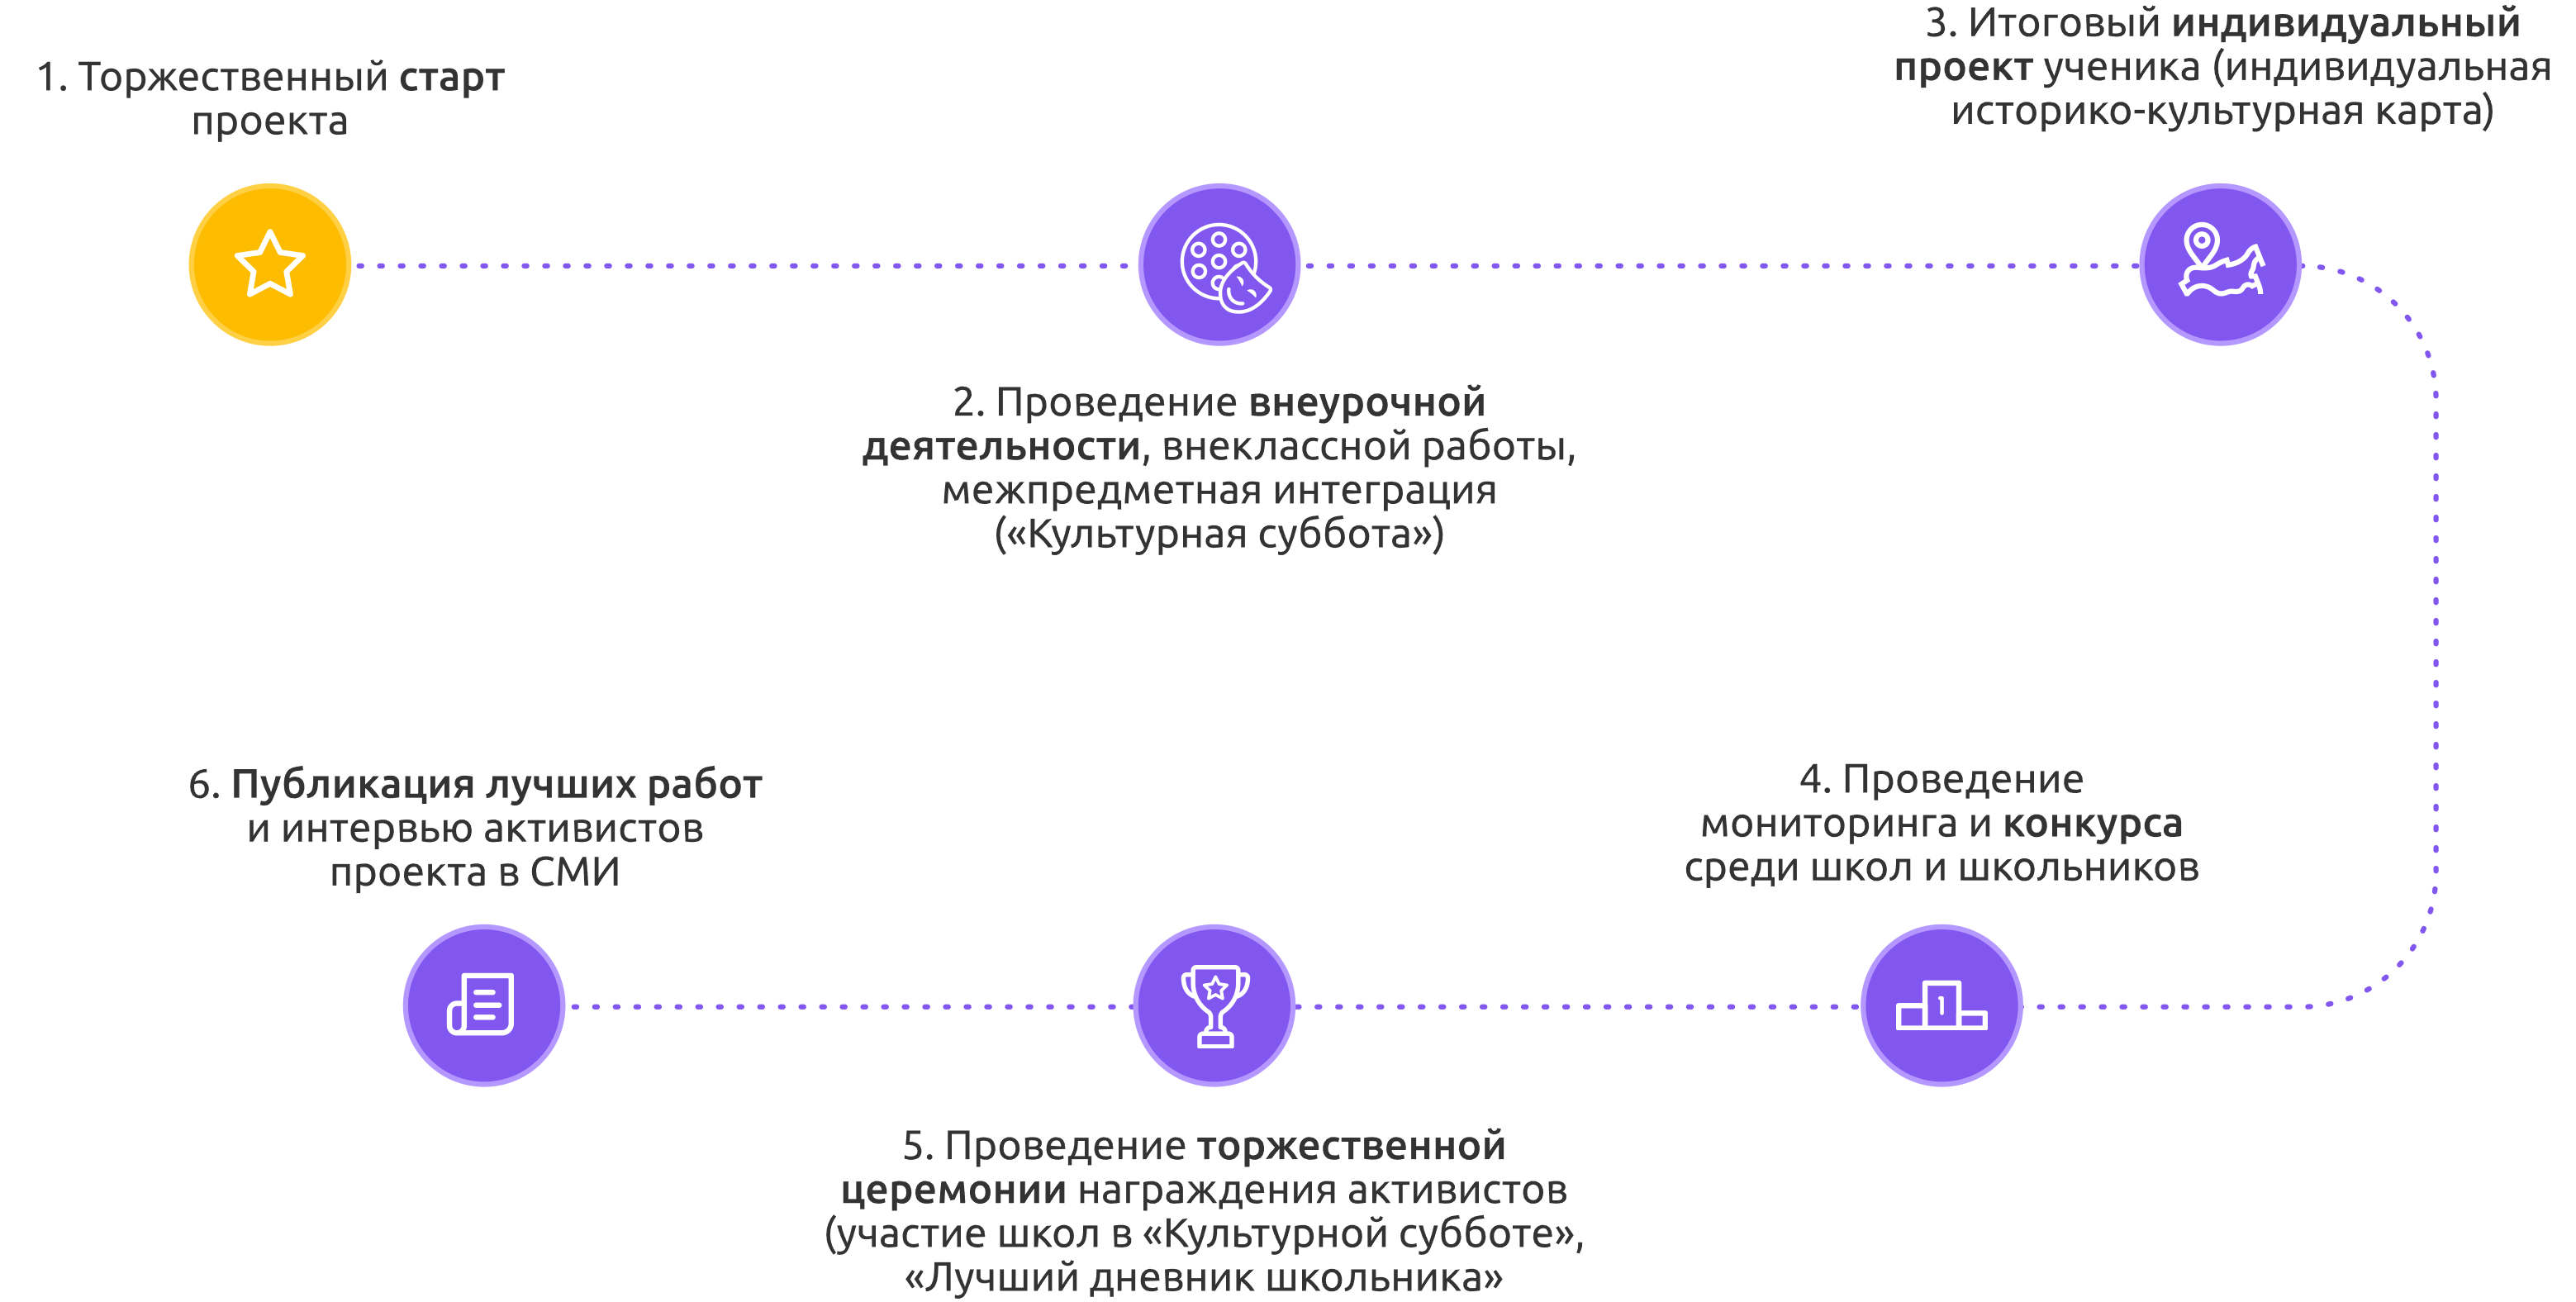 1. Торжественный старт
проекта
2. Проведение внеурочной
деятельности, внеклассной работы,
межпредметная интеграция
(«Культурная суббота»)
3. Итоговый индивидуальный
проект ученика (индивидуальная
историко-культурная карта)
4. Проведение
мониторинга и конкурса
среди школ и школьников
1
5. Проведение торжественной
церемонии награждения активистов
(участие школ в «Культурной субботе»,
«Лучший дневник школьника»
6. Публикация лучших работ
и интервью активистов
проекта в СМИ